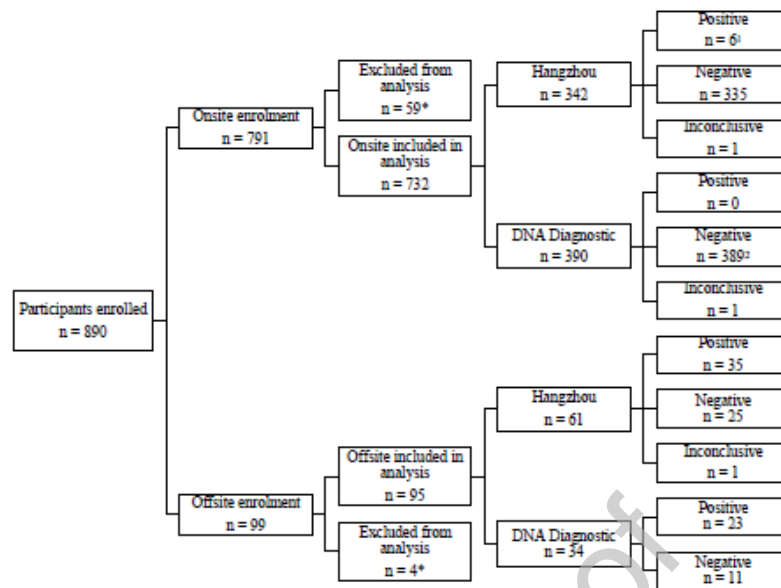 Participants enrolled
n = 890
Onsite enrolment
n = 791
Excluded from
analysis
n = 59*
Onsite included in
analysis
n = 732
Hangzhou
n = 342
Positive
n = 6¹
Negative
n = 335
Inconclusive
n = 1
DNA Diagnostic
n = 390
Positive
n = 0
Negative
n = 389²
Inconclusive
n = 1
Offsite enrolment
n = 99
Offsite included in
analysis
n = 95
Excluded from
analysis
n = 4*
Hangzhou
n = 61
Positive
n = 35
Negative
n = 25
Inconclusive
n = 1
DNA Diagnostic
n = 34
Positive
n = 23
Negative
n = 11
of